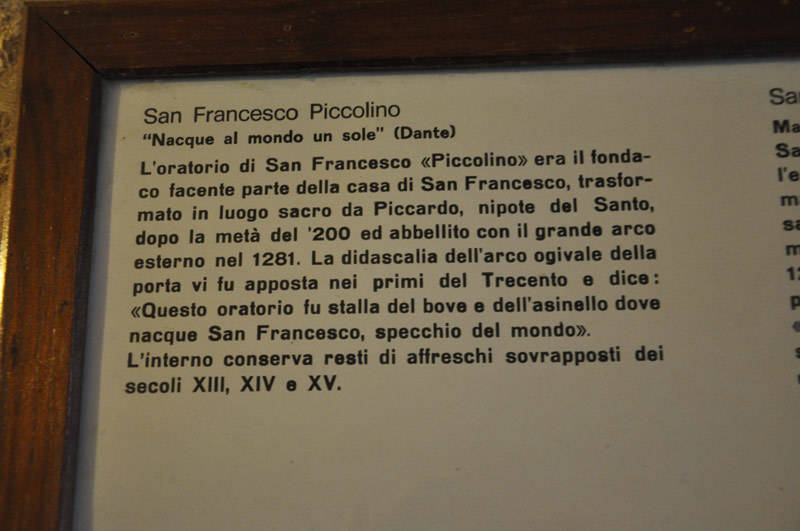 San Francesco Piccolino
"Nacque al mondo un sole" (Dante)
L'oratorio di San Francesco «Piccolino» era il fonda-
co facente parte della casa di San Francesco, trasfor-
mato in luogo sacro da Piccardo, nipote del Santo,
dopo la metà del '200 ed abbellito con il grande arco
esterno nel 1281. La didascalia dell'arco ogivale della
porta vi fu apposta nei primi del Trecento e dice:
«Questo oratorio fu stalla del bove e dell'asinello dove
nacque San Francesco, specchio del mondo».
L'interno conserva resti di affreschi sovrapposti dei
secoli XIII, XIV e XV.